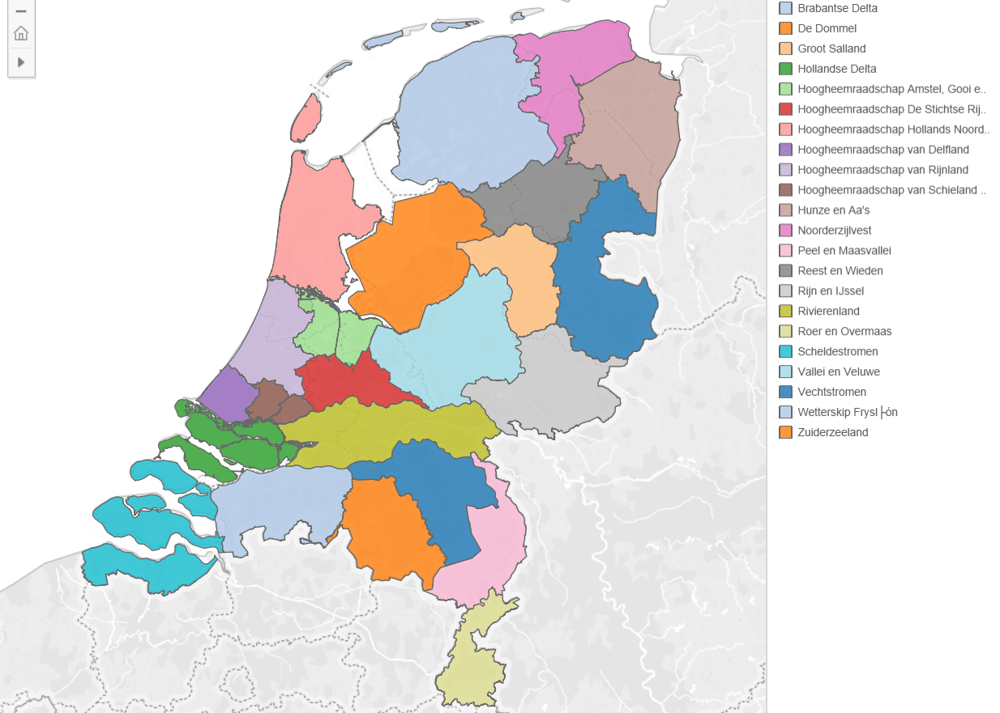 Brabantse Delta
De Dommel
Groot Salland
Hollandse Delta
Hoogheemraadschap Amstel, Gooi e..
Hoogheemraadschap De Stichtse Rij..
Hoogheemraadschap Hollands Noord..
Hoogheemraadschap van Delfland
Hoogheemraadschap van Rijnland
Hoogheemraadschap van Schieland ..
Hunze en Aa's
Noorderzijlvest
Peel en Maasvallei
Reest en Wieden
Rijn en IJssel
Rivierenland
Roer en Overmaas
Scheldestromen
Vallei en Veluwe
Vechtstromen
Wetterskip Frysl├ón
Zuiderzeeland